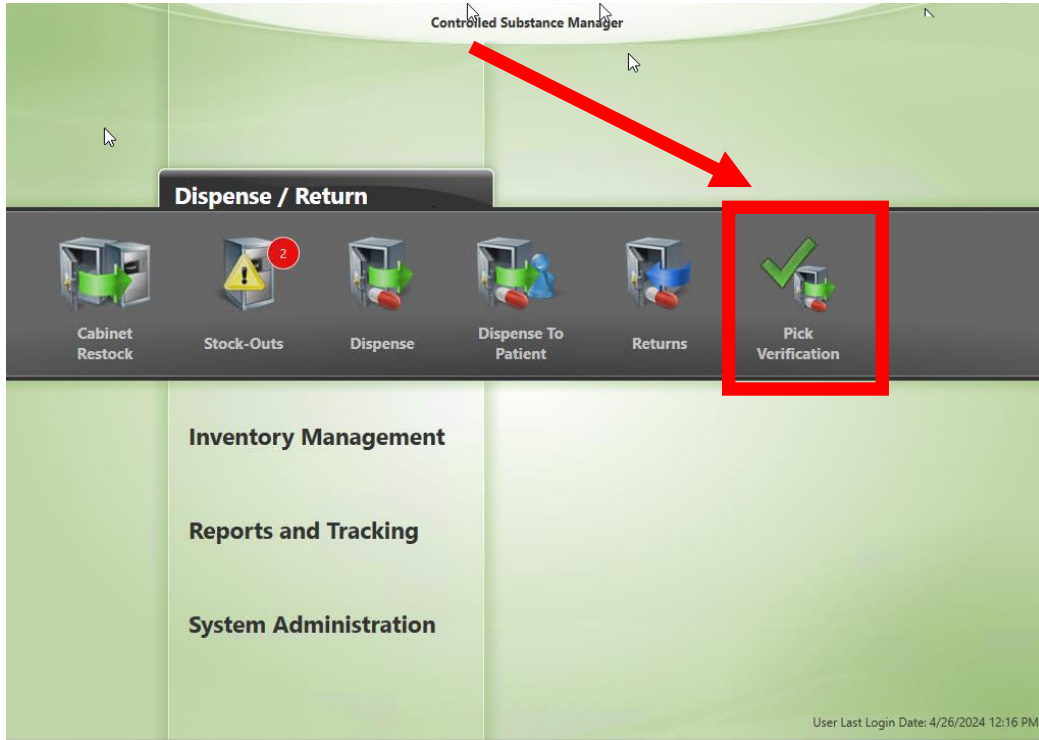 Controlled Substance Manager
Dispense / Return
Cabinet
Restock
2
Stock-Outs
Dispense
Dispense To
Patient
Returns
Pick
Verification
Inventory Management
Reports and Tracking
System Administration
User Last Login Date: 4/26/2024 12:16 PM